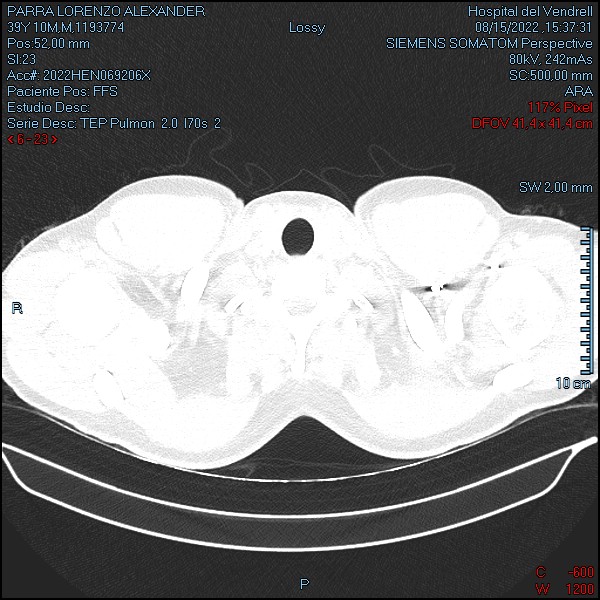 PARRA LORENZO ALEXANDER
39Y 10M,M,1193774
Pos:52,00 mm
SI:23
Acc#: 2022HEN069206X
Paciente Pos: FFS
Estudio Desc:
Serie Desc: TEP Pulmon 2.0 I70s 2
<6-23>
Lossy
Hospital del Vendrell
08/15/2022 ,15:37:31
SIEMENS SOMATOM Perspective
80kV, 242mAs
SC:500,00 mm
ARA
117% Pixel
DFOV 41,4 x 41,4 cm
SW 2,00 mm
R
10 cm
P
C -600
W 1200